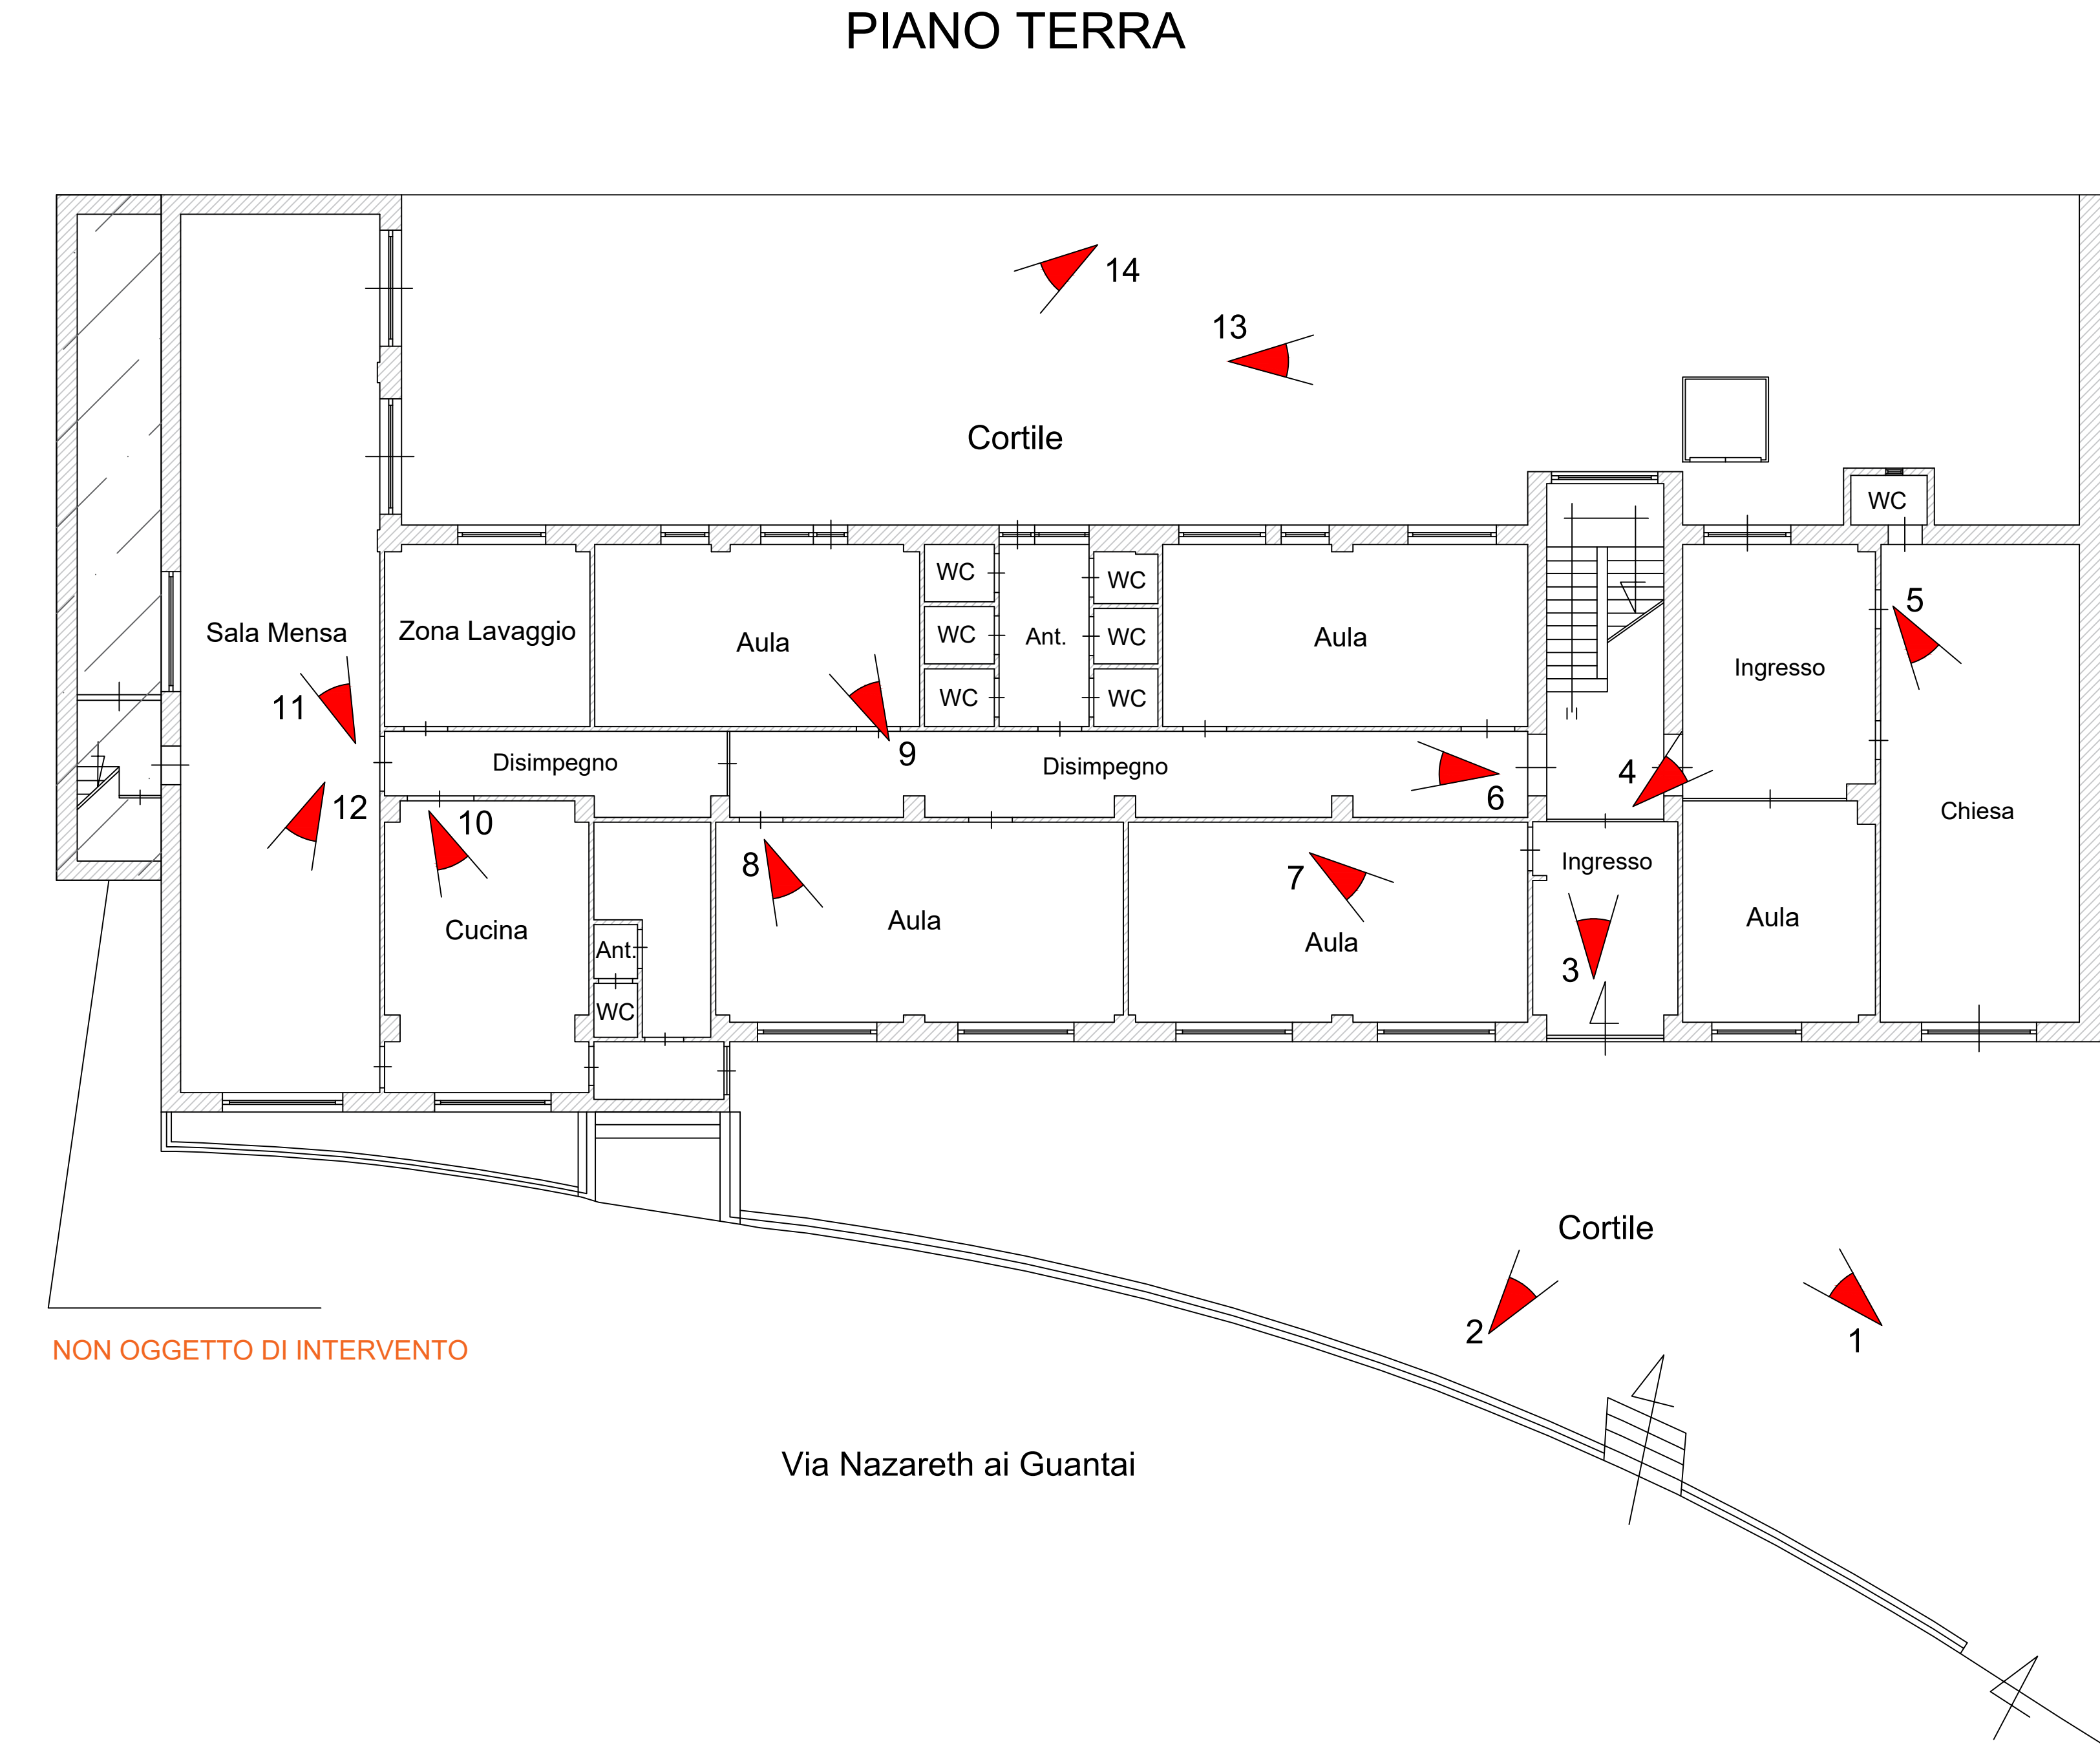 PIANO TERRA
14
13
Cortile
WC
WC
WC
5
Sala Mensa
Zona Lavaggio
Aula
WC
Ant.
WC
Aula
Ingresso
11
WC
WC
Disimpegno
9
Disimpegno
4
6
12
10
Chiesa
8
7
Ingresso
Cucina
Aula
Aula
Aula
Ant.
3
WC
Cortile
2
1
NON OGGETTO DI INTERVENTO
Via Nazareth ai Guantai